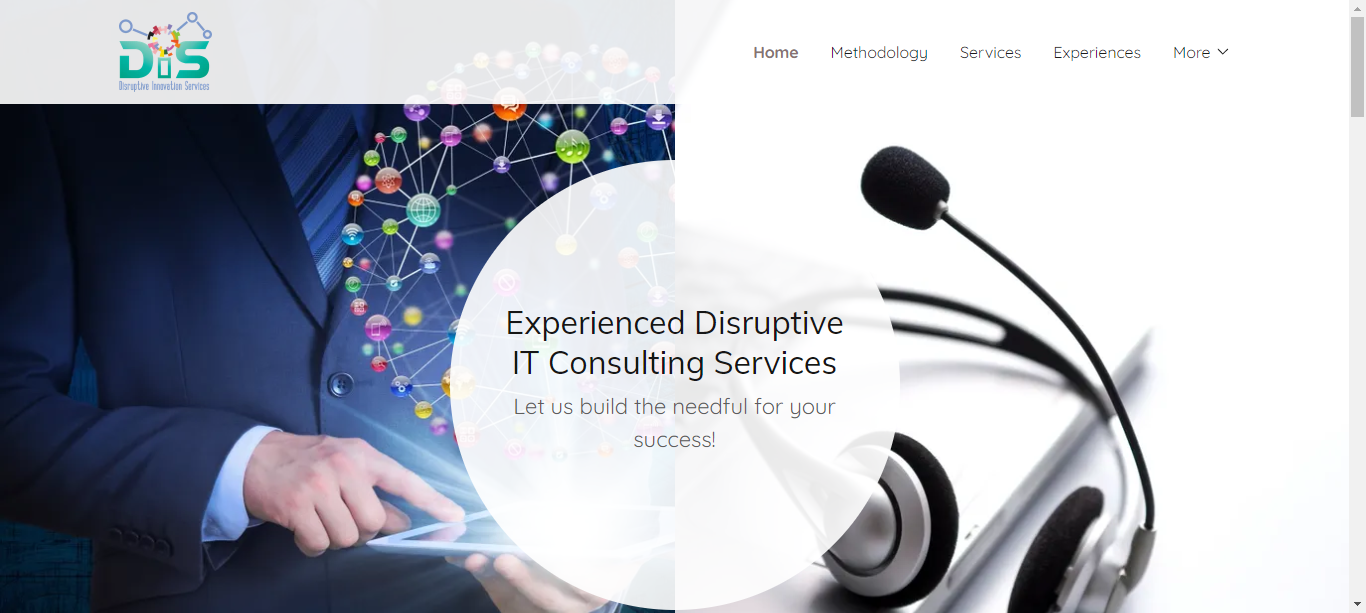 DiS
Disruptive Innovation Services
Home
Methodology
Services
Experiences
More
Experienced Disruptive
IT Consulting Services
Let us build the needful for your
success!